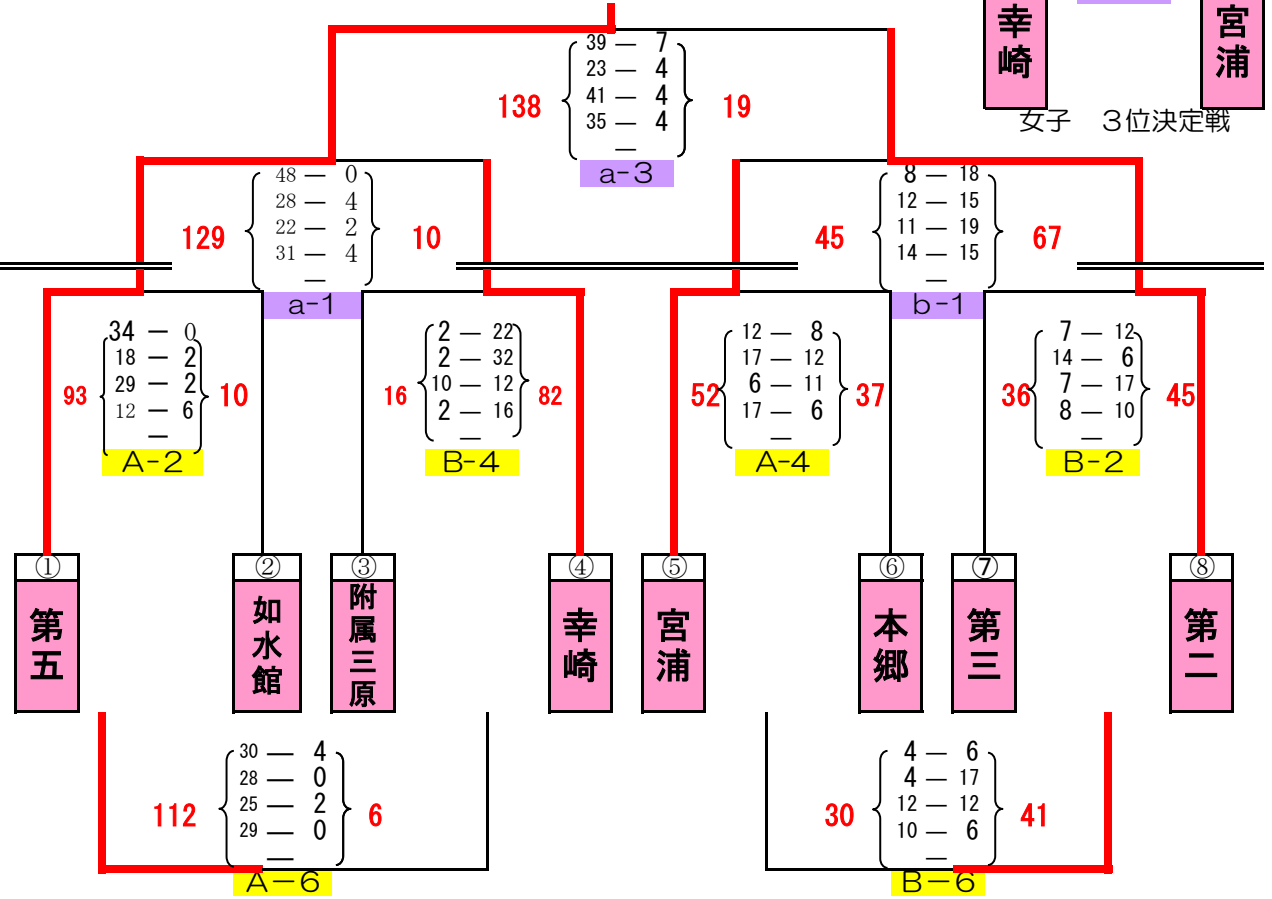 幸崎
宮浦
女子　３位決定戦
138
39 — 7
23 — 4
41 — 4
35 — 4
—
19
a-3
129
48 — 0
28 — 4
22 — 2
31 — 4
—
10
a-1
45
8 — 18
12 — 15
11 — 19
14 — 15
—
67
b-1
93
34 — 0
18 — 2
29 — 2
12 — 6
—
10
A-2
16
2 — 22
2 — 32
10 — 12
2 — 16
—
82
B-4
52
12 — 8
17 — 12
6 — 11
17 — 6
—
37
A-4
36
7 — 12
14 — 6
7 — 17
8 — 10
—
45
B-2
①
第五
②
如水館
③
附属三原
④
幸崎
⑤
宮浦
⑥
本郷
⑦
第三
⑧
第二
112
30 — 4
28 — 0
25 — 2
29 — 0
—
6
A－6
30
4 — 6
4 — 17
12 — 12
10 — 6
—
41
B－6